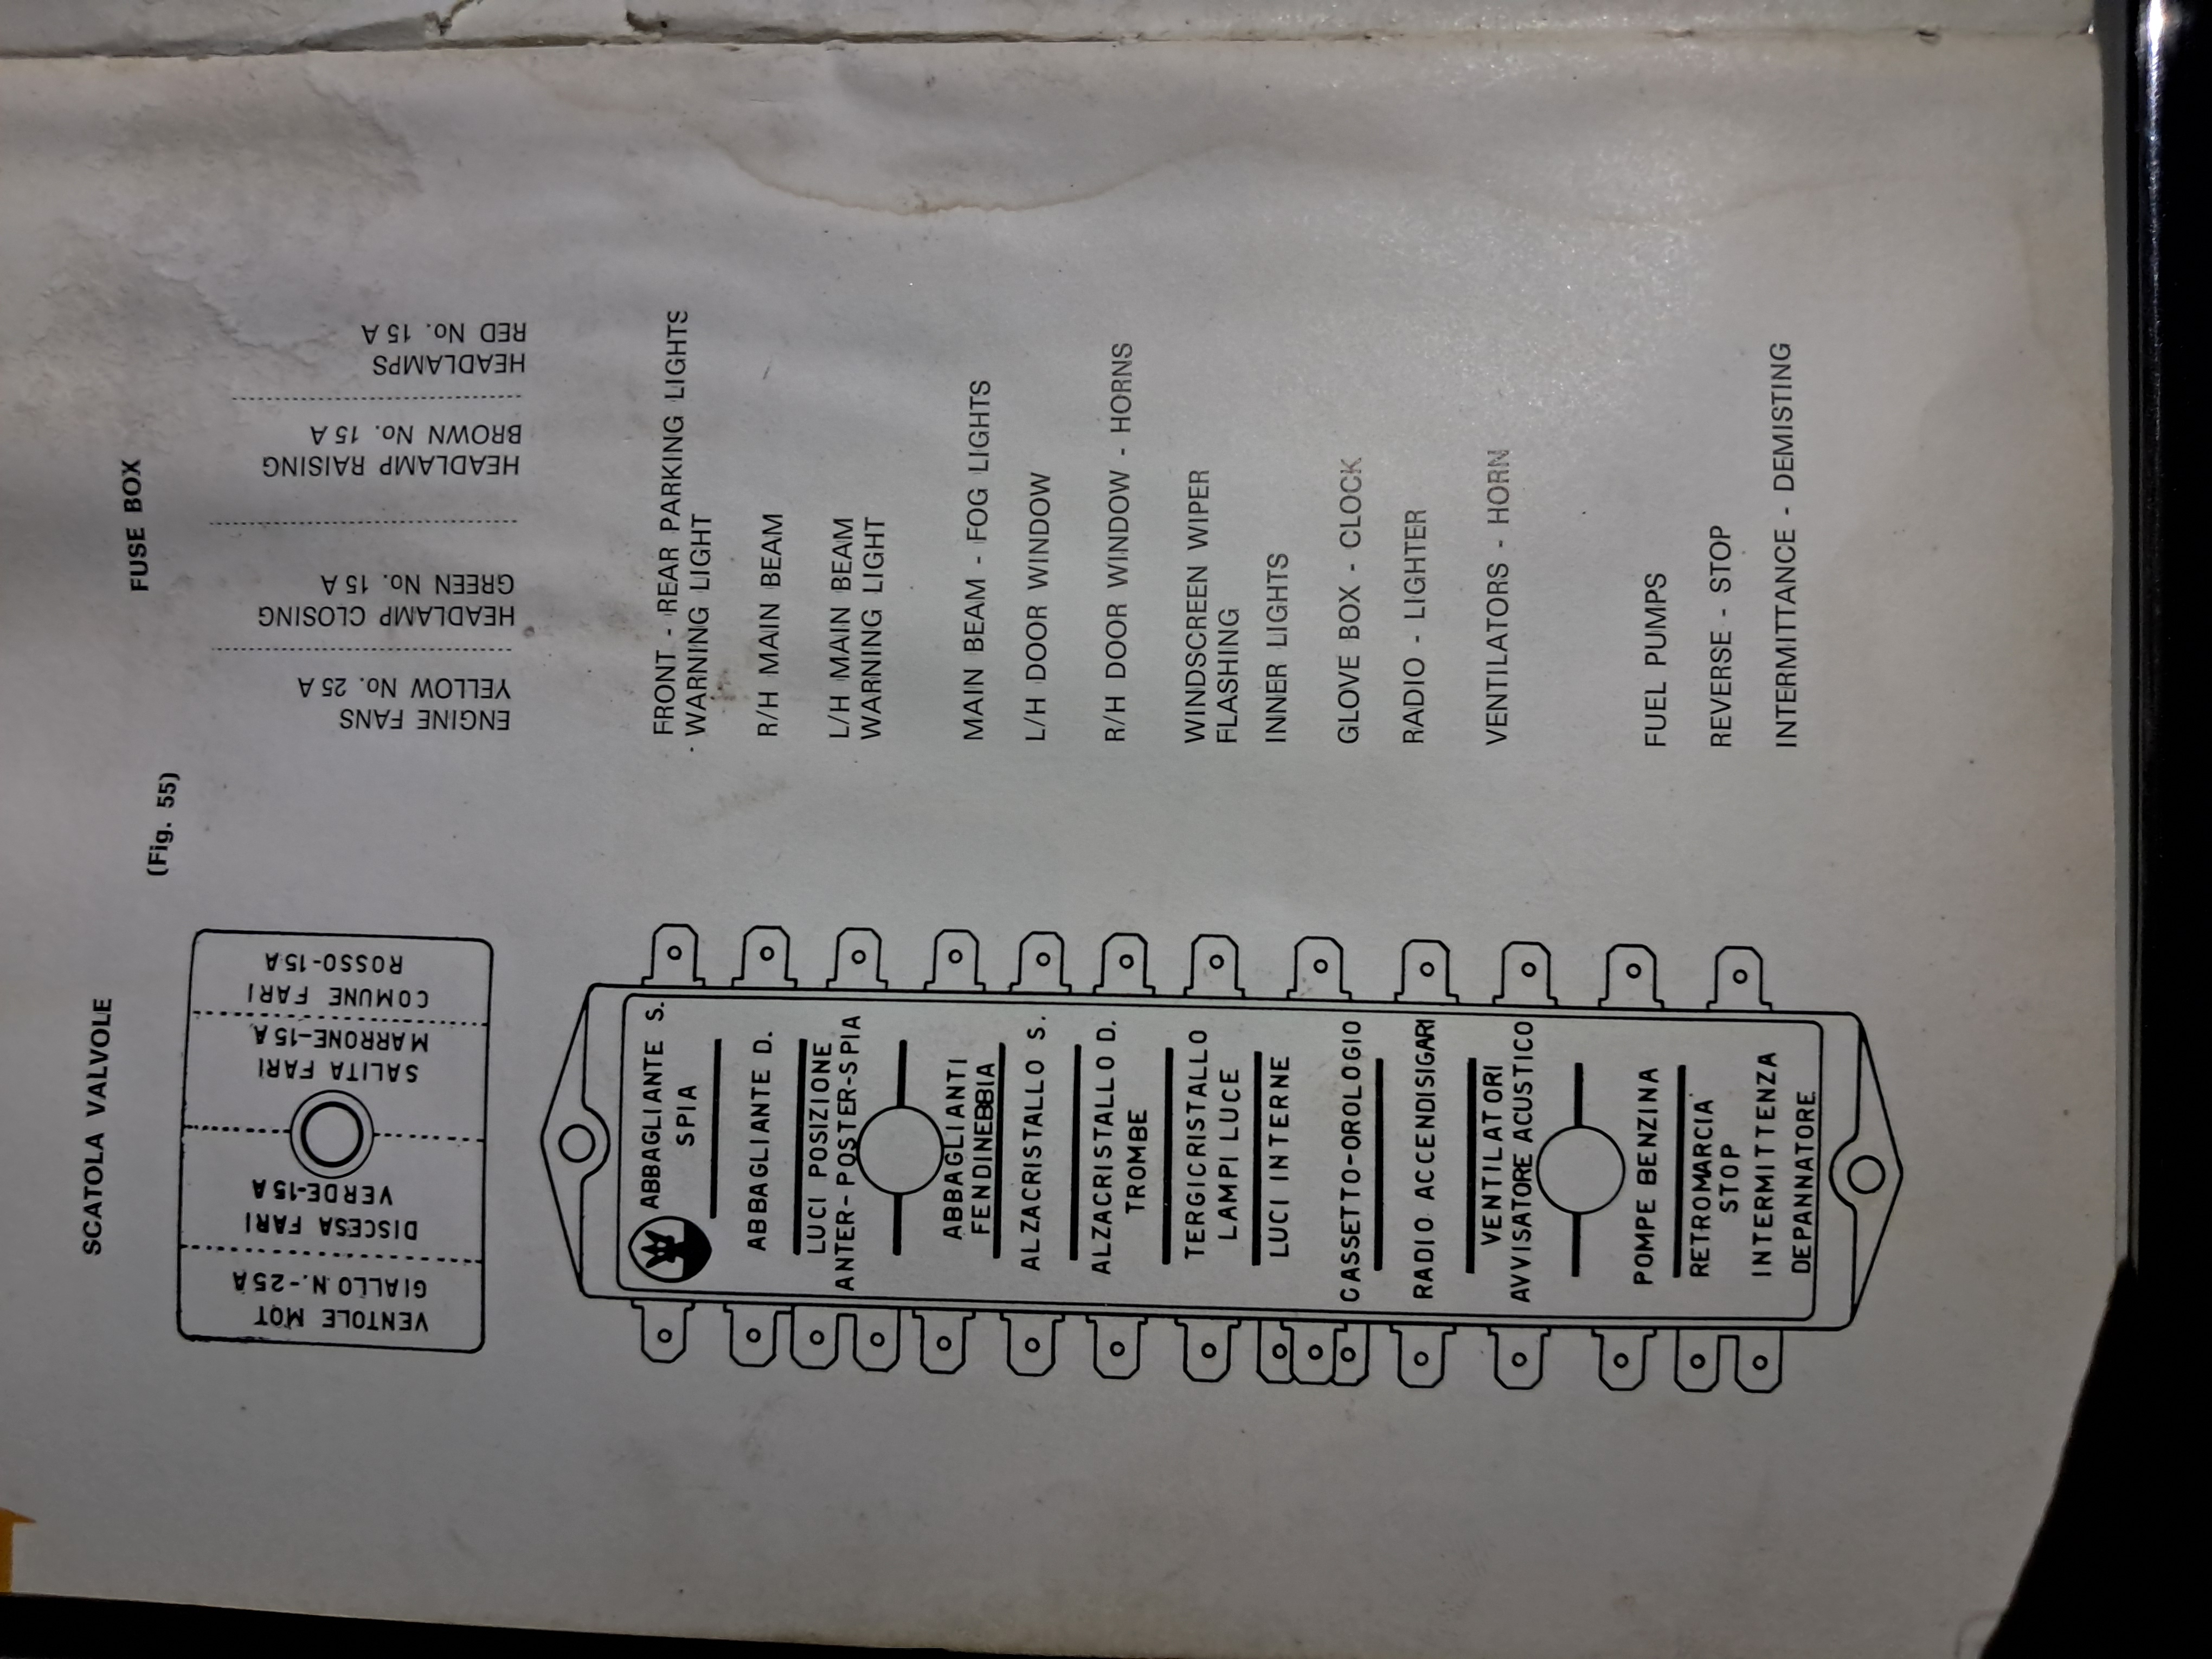 SCATOLA VALVOLE
(Fig. 55)
FUSE BOX
VENTOLE MOT
GIALLO N.-25A
DISCESA FARI
VERDE-15A
SALITA FARI
MARRONE-15A
COMUNE FARI
ROSSO-15A
ENGINE FANS
YELLOW No. 25 A
HEADLAMP CLOSING
GREEN No. 15 A
HEADLAMP RAISING
BROWN No. 15 A
HEADLAMPS
RED No. 15 A
ABBAGLIANTE S.
SPIA
ABBAGLIANTE D.
LUCI POSIZIONE
ANTER-POSTER-SPIA
ABBAGLIANTI
FENDINEBBIA
ALZACRISTALLO S.
ALZACRISTALLO D.
TROMBE
TERGICRISTALLO
LAMPI LUCE
LUCI INTERNE
CASSETTO-OROLOGIO
RADIO ACCENDISIGARI
VENTILATORI
AVVISATORE ACUSTICO
POMPE BENZINA
RETROMARCIA
STOP
INTERMITTENZA
DEPANNATORE
FRONT - REAR PARKING LIGHTS
WARNING LIGHT
R/H MAIN BEAM
L/H MAIN BEAM
WARNING LIGHT
MAIN BEAM - FOG LIGHTS
L/H DOOR WINDOW
R/H DOOR WINDOW - HORNS
WINDSCREEN WIPER
FLASHING
INNER LIGHTS
GLOVE BOX - CLOCK
RADIO - LIGHTER
VENTILATORS - HORN
FUEL PUMPS
REVERSE - STOP
INTERMITTANCE - DEMISTING